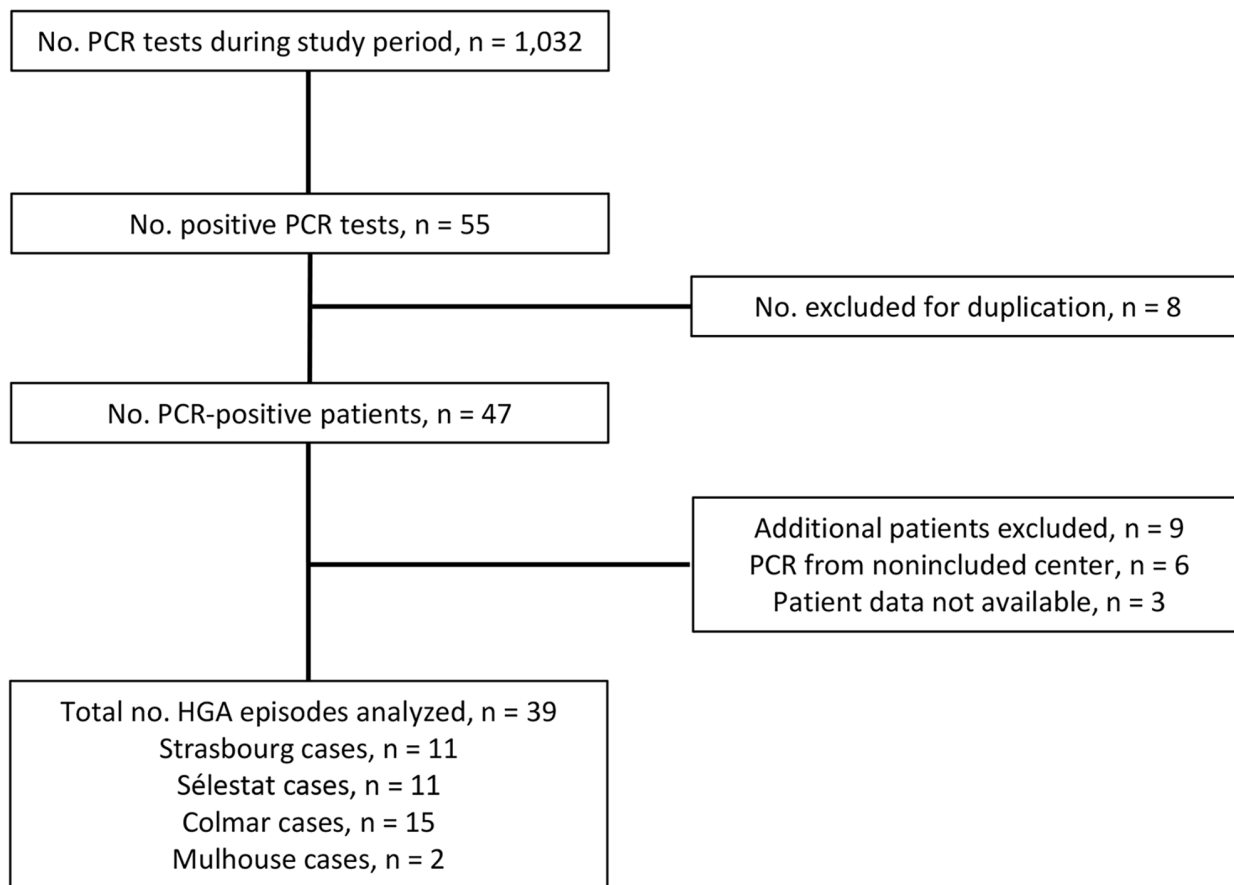 No. PCR tests during study period, n = 1,032
No. positive PCR tests, n = 55
No. excluded for duplication, n = 8
No. PCR-positive patients, n = 47
Additional patients excluded, n = 9
PCR from nonincluded center, n = 6
Patient data not available, n = 3
Total no. HGA episodes analyzed, n = 39
Strasbourg cases, n = 11
Sélestat cases, n = 11
Colmar cases, n = 15
Mulhouse cases, n = 2